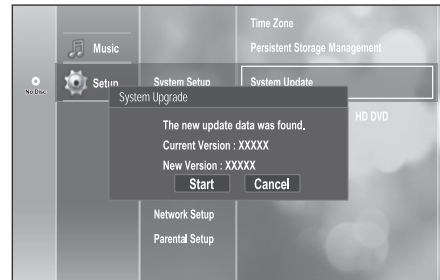 Time Zone
Music
Persistent Storage Management
No Disc
Setup
System Setup
System Update
System Upgrade
HD DVD
The new update data was found.
Current Version : XXXXX
New Version : XXXXX
Start
Cancel
Network Setup
Parental Setup